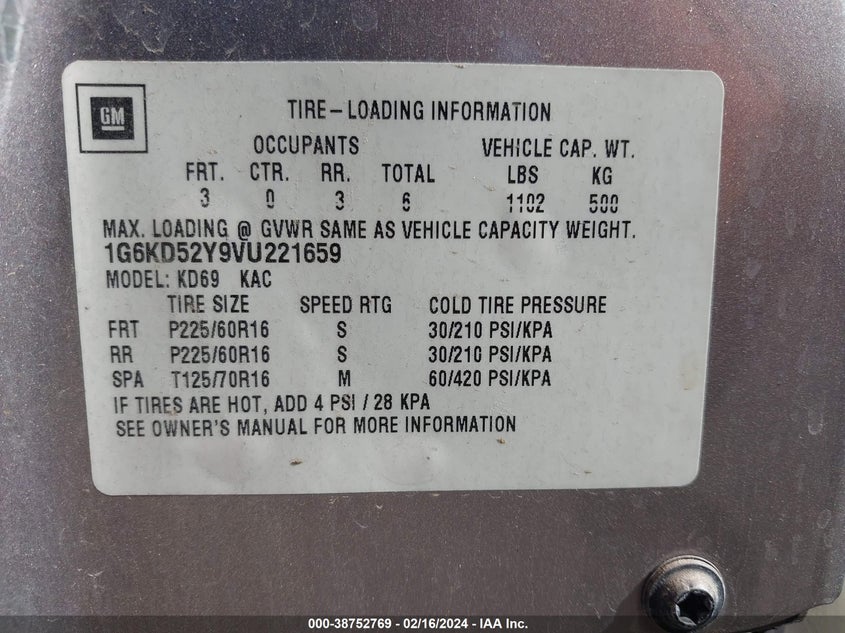 GM
TIRE-LOADING INFORMATION
OCCUPANTS VEHICLE CAP. WT.
FRT. CTR. RR. TOTAL LBS KG
3 0 3 6 1102 500
MAX. LOADING @ GVWR SAME AS VEHICLE CAPACITY WEIGHT.
1G6KD52Y9VU221659
MODEL: KD69 KAC
TIRE SIZE SPEED RTG COLD TIRE PRESSURE
FRT P225/60R16 S 30/210 PSI/KPA
RR P225/60R16 S 30/210 PSI/KPA
SPA T125/70R16 M 60/420 PSI/KPA
IF TIRES ARE HOT, ADD 4 PSI / 28 KPA
SEE OWNER'S MANUAL FOR MORE INFORMATION
000-38752769 - 02/16/2024 - IAA Inc.